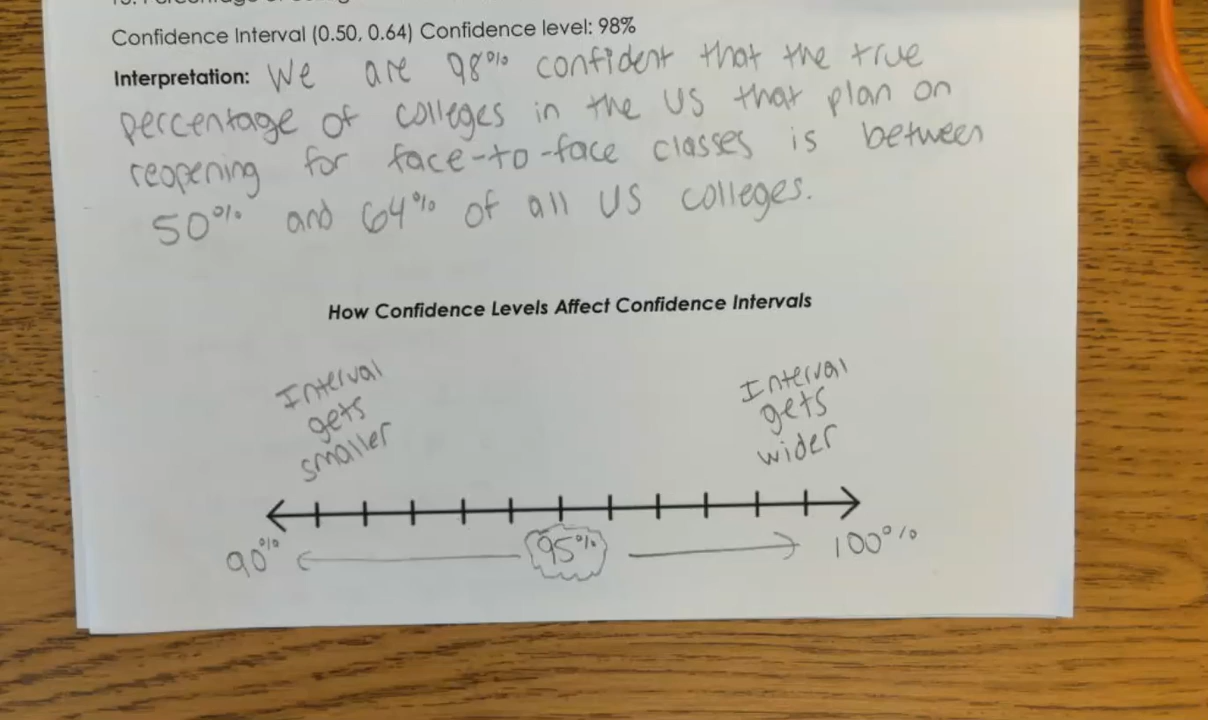 Confidence Interval (0.50, 0.64) Confidence level: 98%
Interpretation: We are 98% confident that the true
percentage of colleges in the US that plan on
reopening for face-to-face classes is between
50% and 64% of all US colleges.
How Confidence Levels Affect Confidence Intervals
Interval
gets
smaller
Interval
gets
wider
90%
95%
100%